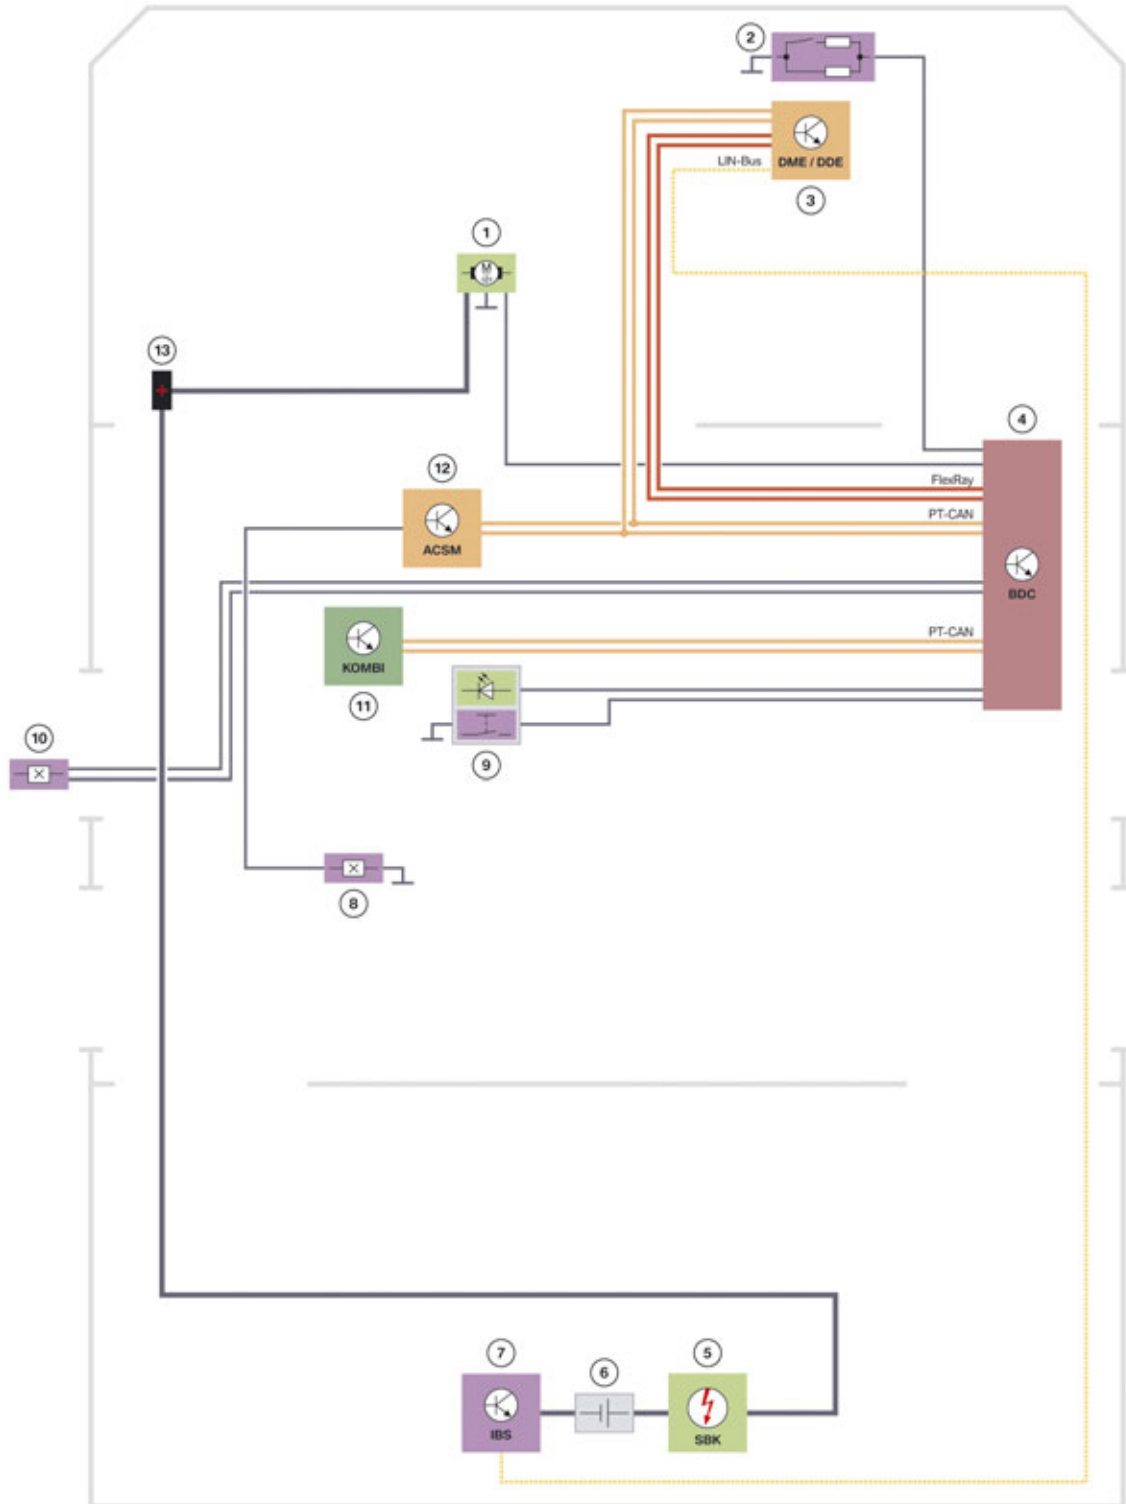 2
LIN-Bus
DME / DDE
3
1
M
13
+
4
12
FlexRay
PT-CAN
ACSM
BDC
PT-CAN
KOMBI
11
10
9
8
7
6
5
IBS
SBK